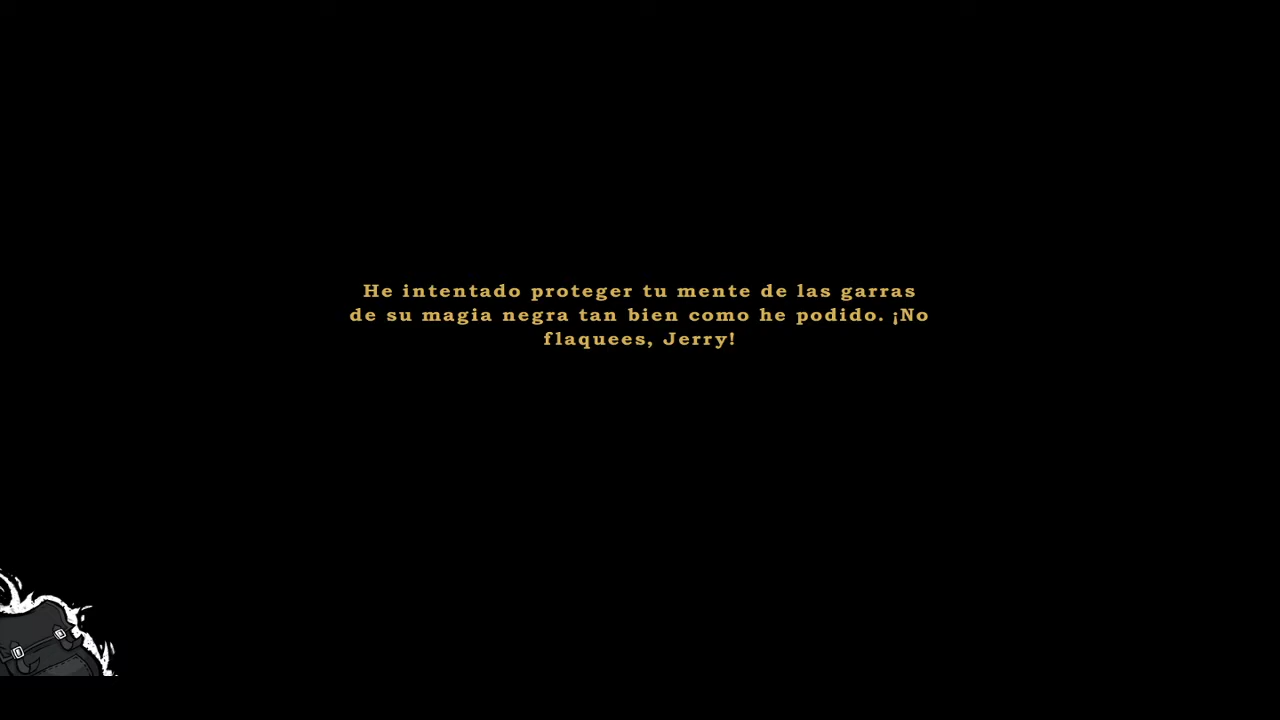 He intentado proteger tu mente de las garras
de su magia negra tan bien como he podido. ¡No
flaquees, Jerry!